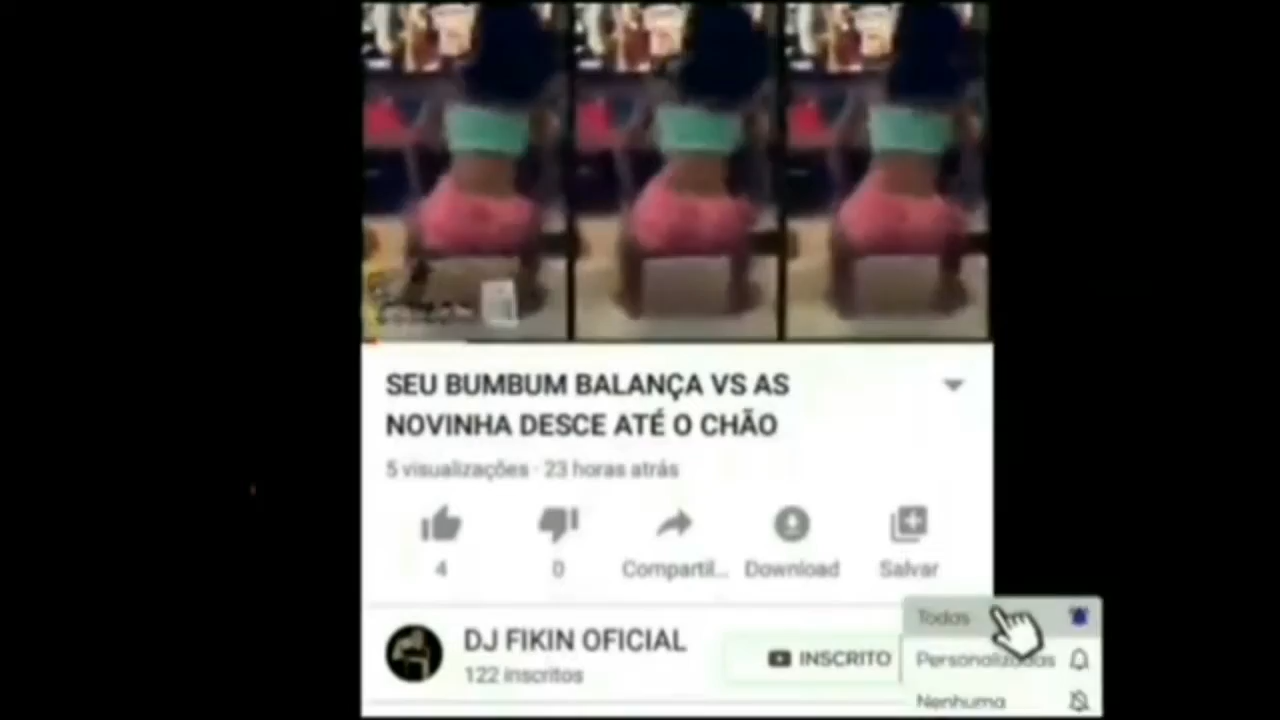 SEU BUMBUM BALANÇA VS AS
NOVINHA DESCE ATÉ O CHÃO
5 visualizações · 23 horas atrás
4
0
Compartil...
Download
Salvar
DJ FIKIN OFICIAL
122 inscritos
INSCRITO
Todas
Personalizadas
Nenhuma